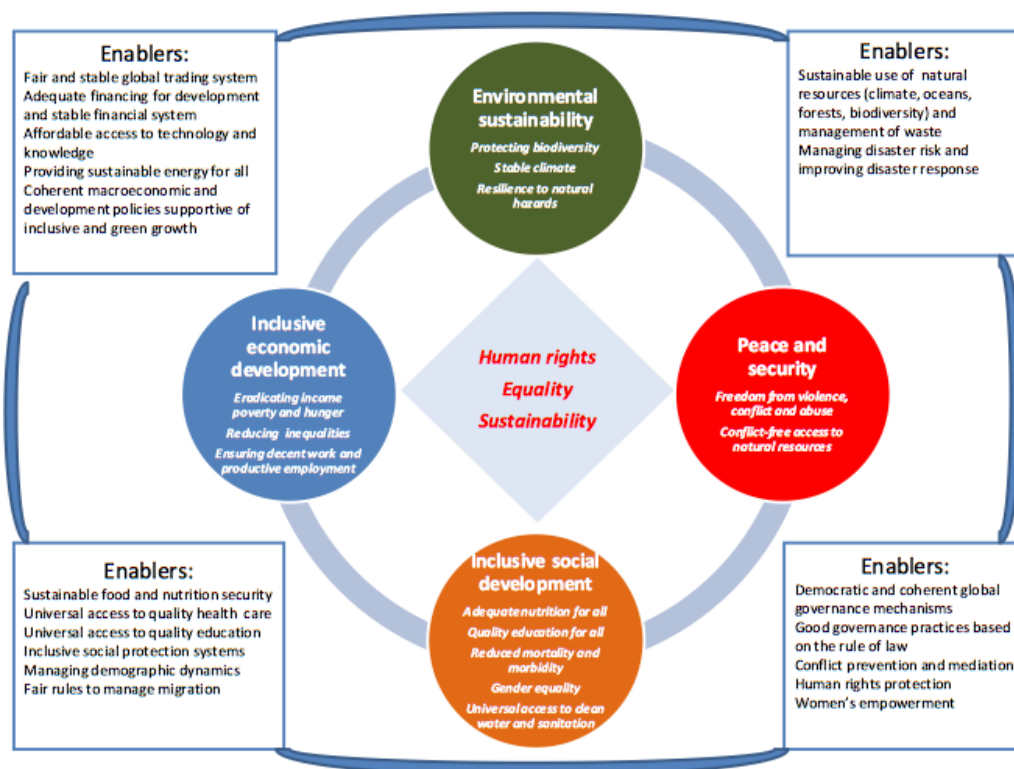 Enablers:
Fair and stable global trading system
Adequate financing for development
and stable financial system
Affordable access to technology and
knowledge
Providing sustainable energy for all
Coherent macroeconomic and
development policies supportive of
inclusive and green growth
Environmental
sustainability
Protecting biodiversity
Stable climate
Resilience to natural
hazards
Enablers:
Sustainable use of natural
resources (climate, oceans,
forests, biodiversity) and
management of waste
Managing disaster risk and
improving disaster response
Inclusive
economic
development
Eradicating income
poverty and hunger
Reducing inequalities
Ensuring decent work and
productive employment
Human rights
Equality
Sustainability
Peace and
security
Freedom from violence,
conflict and abuse
Conflict-free access to
natural resources
Enablers:
Sustainable food and nutrition security
Universal access to quality health care
Universal access to quality education
Inclusive social protection systems
Managing demographic dynamics
Fair rules to manage migration
Inclusive social
development
Adequate nutrition for all
Quality education for all
Reduced mortality and
morbidity
Gender equality
Universal access to clean
water and sanitation
Enablers:
Democratic and coherent global
governance mechanisms
Good governance practices based
on the rule of law
Conflict prevention and mediation
Human rights protection
Women's empowerment